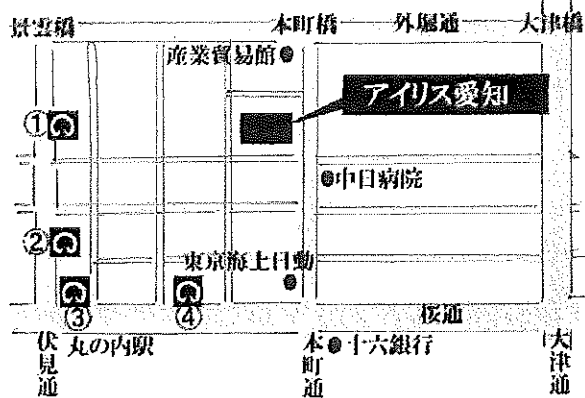 景雲橋 本町橋 外堀通 大津橋
産業貿易館
アイリス愛知
①
中日病院
②
東京海上日動
③ ④
桜通
伏見通
丸の内駅
本町通
十六銀行
大津通